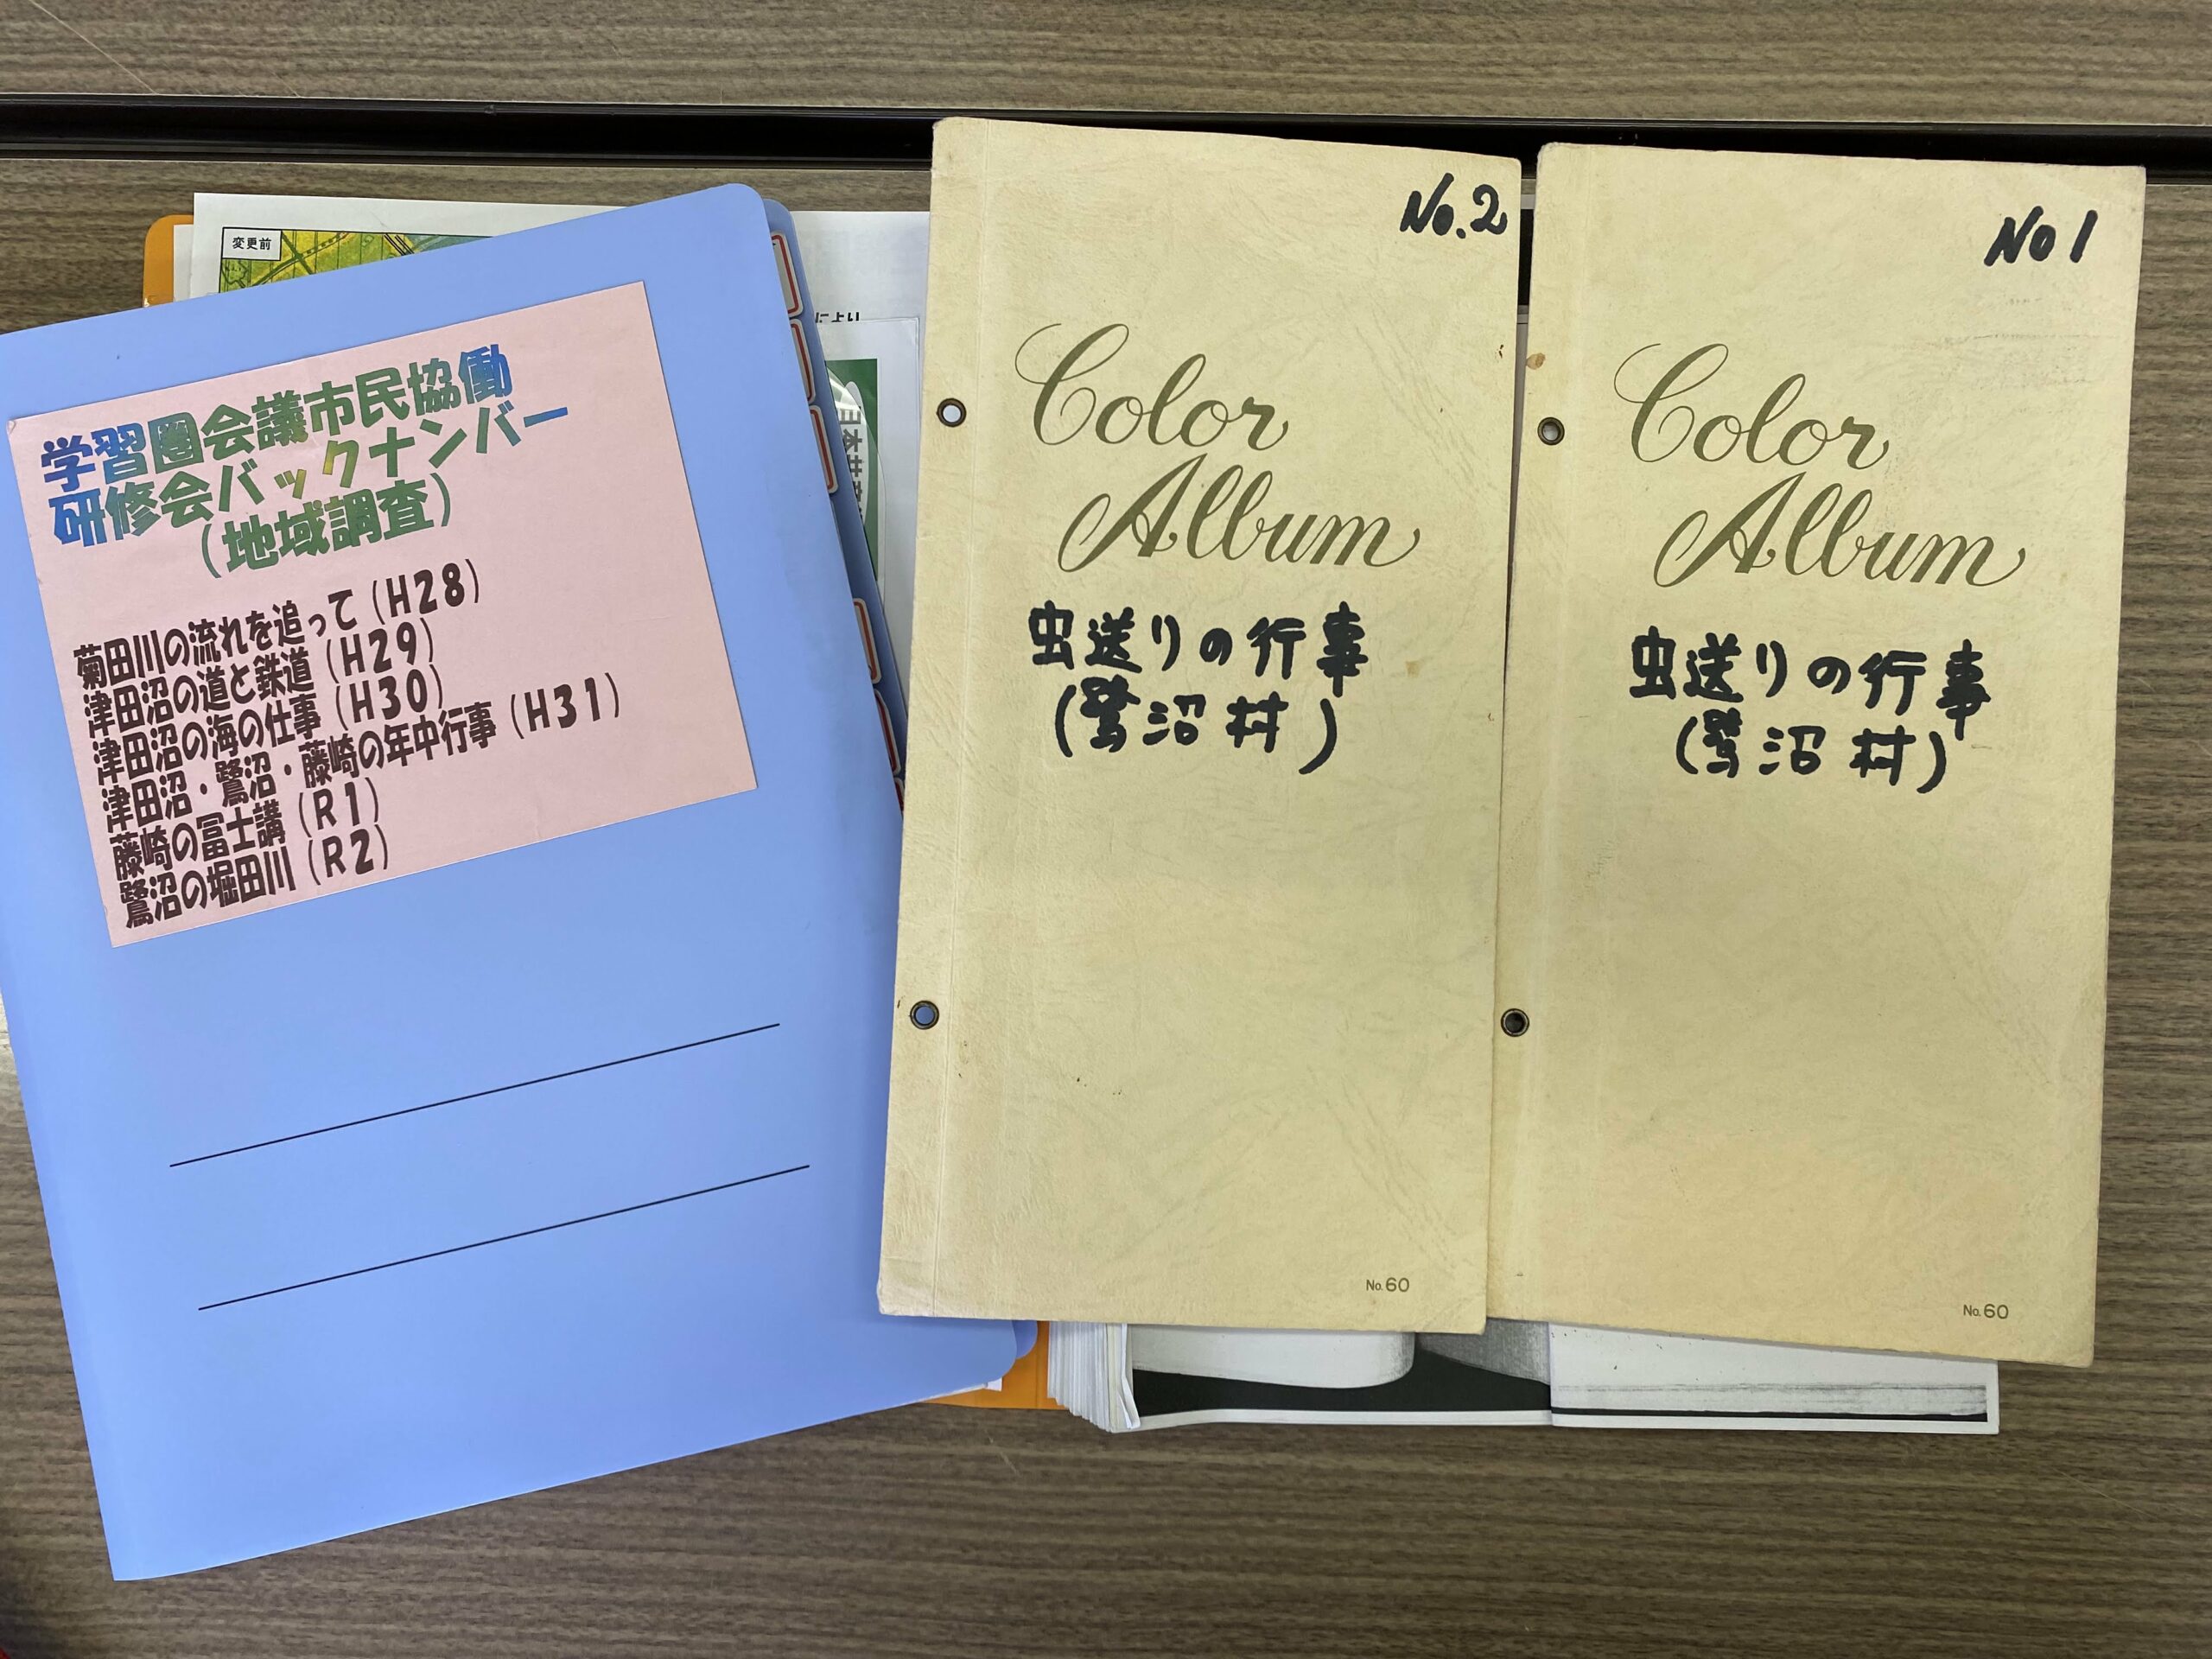 変更前
により
学習圏会議市民協働
研修会バックナンバー
(地域調査)
菊田川の流れを追って(H28)
津田沼の道と鉄道(H29)
津田沼の海の仕事(H30)
津田沼・鷺沼・藤崎の年中行事(H31)
藤崎の冨士講(R1)
鷺沼の堀田川(R2)
No.2
Color
Album
虫送りの行事
(鷺沼村)
No.60
No1
Color
Album
虫送りの行事
(鷺沼村)
No.60